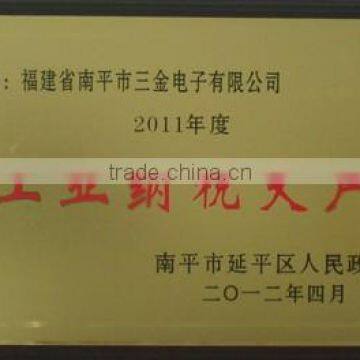 ：福建省南平市三金电子有限公司
2011年度
trade.china.cn
工业纳税大户
南平市延平区人民政
二〇一二年四月